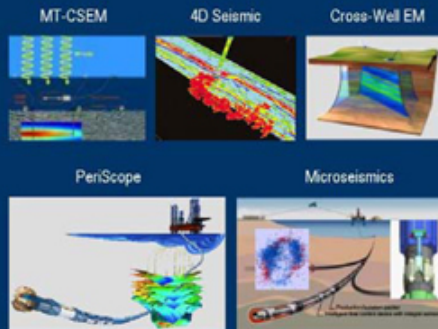 MT-CSEM
4D Seismic
Cross-Well EM
PeriScope
Microseismics